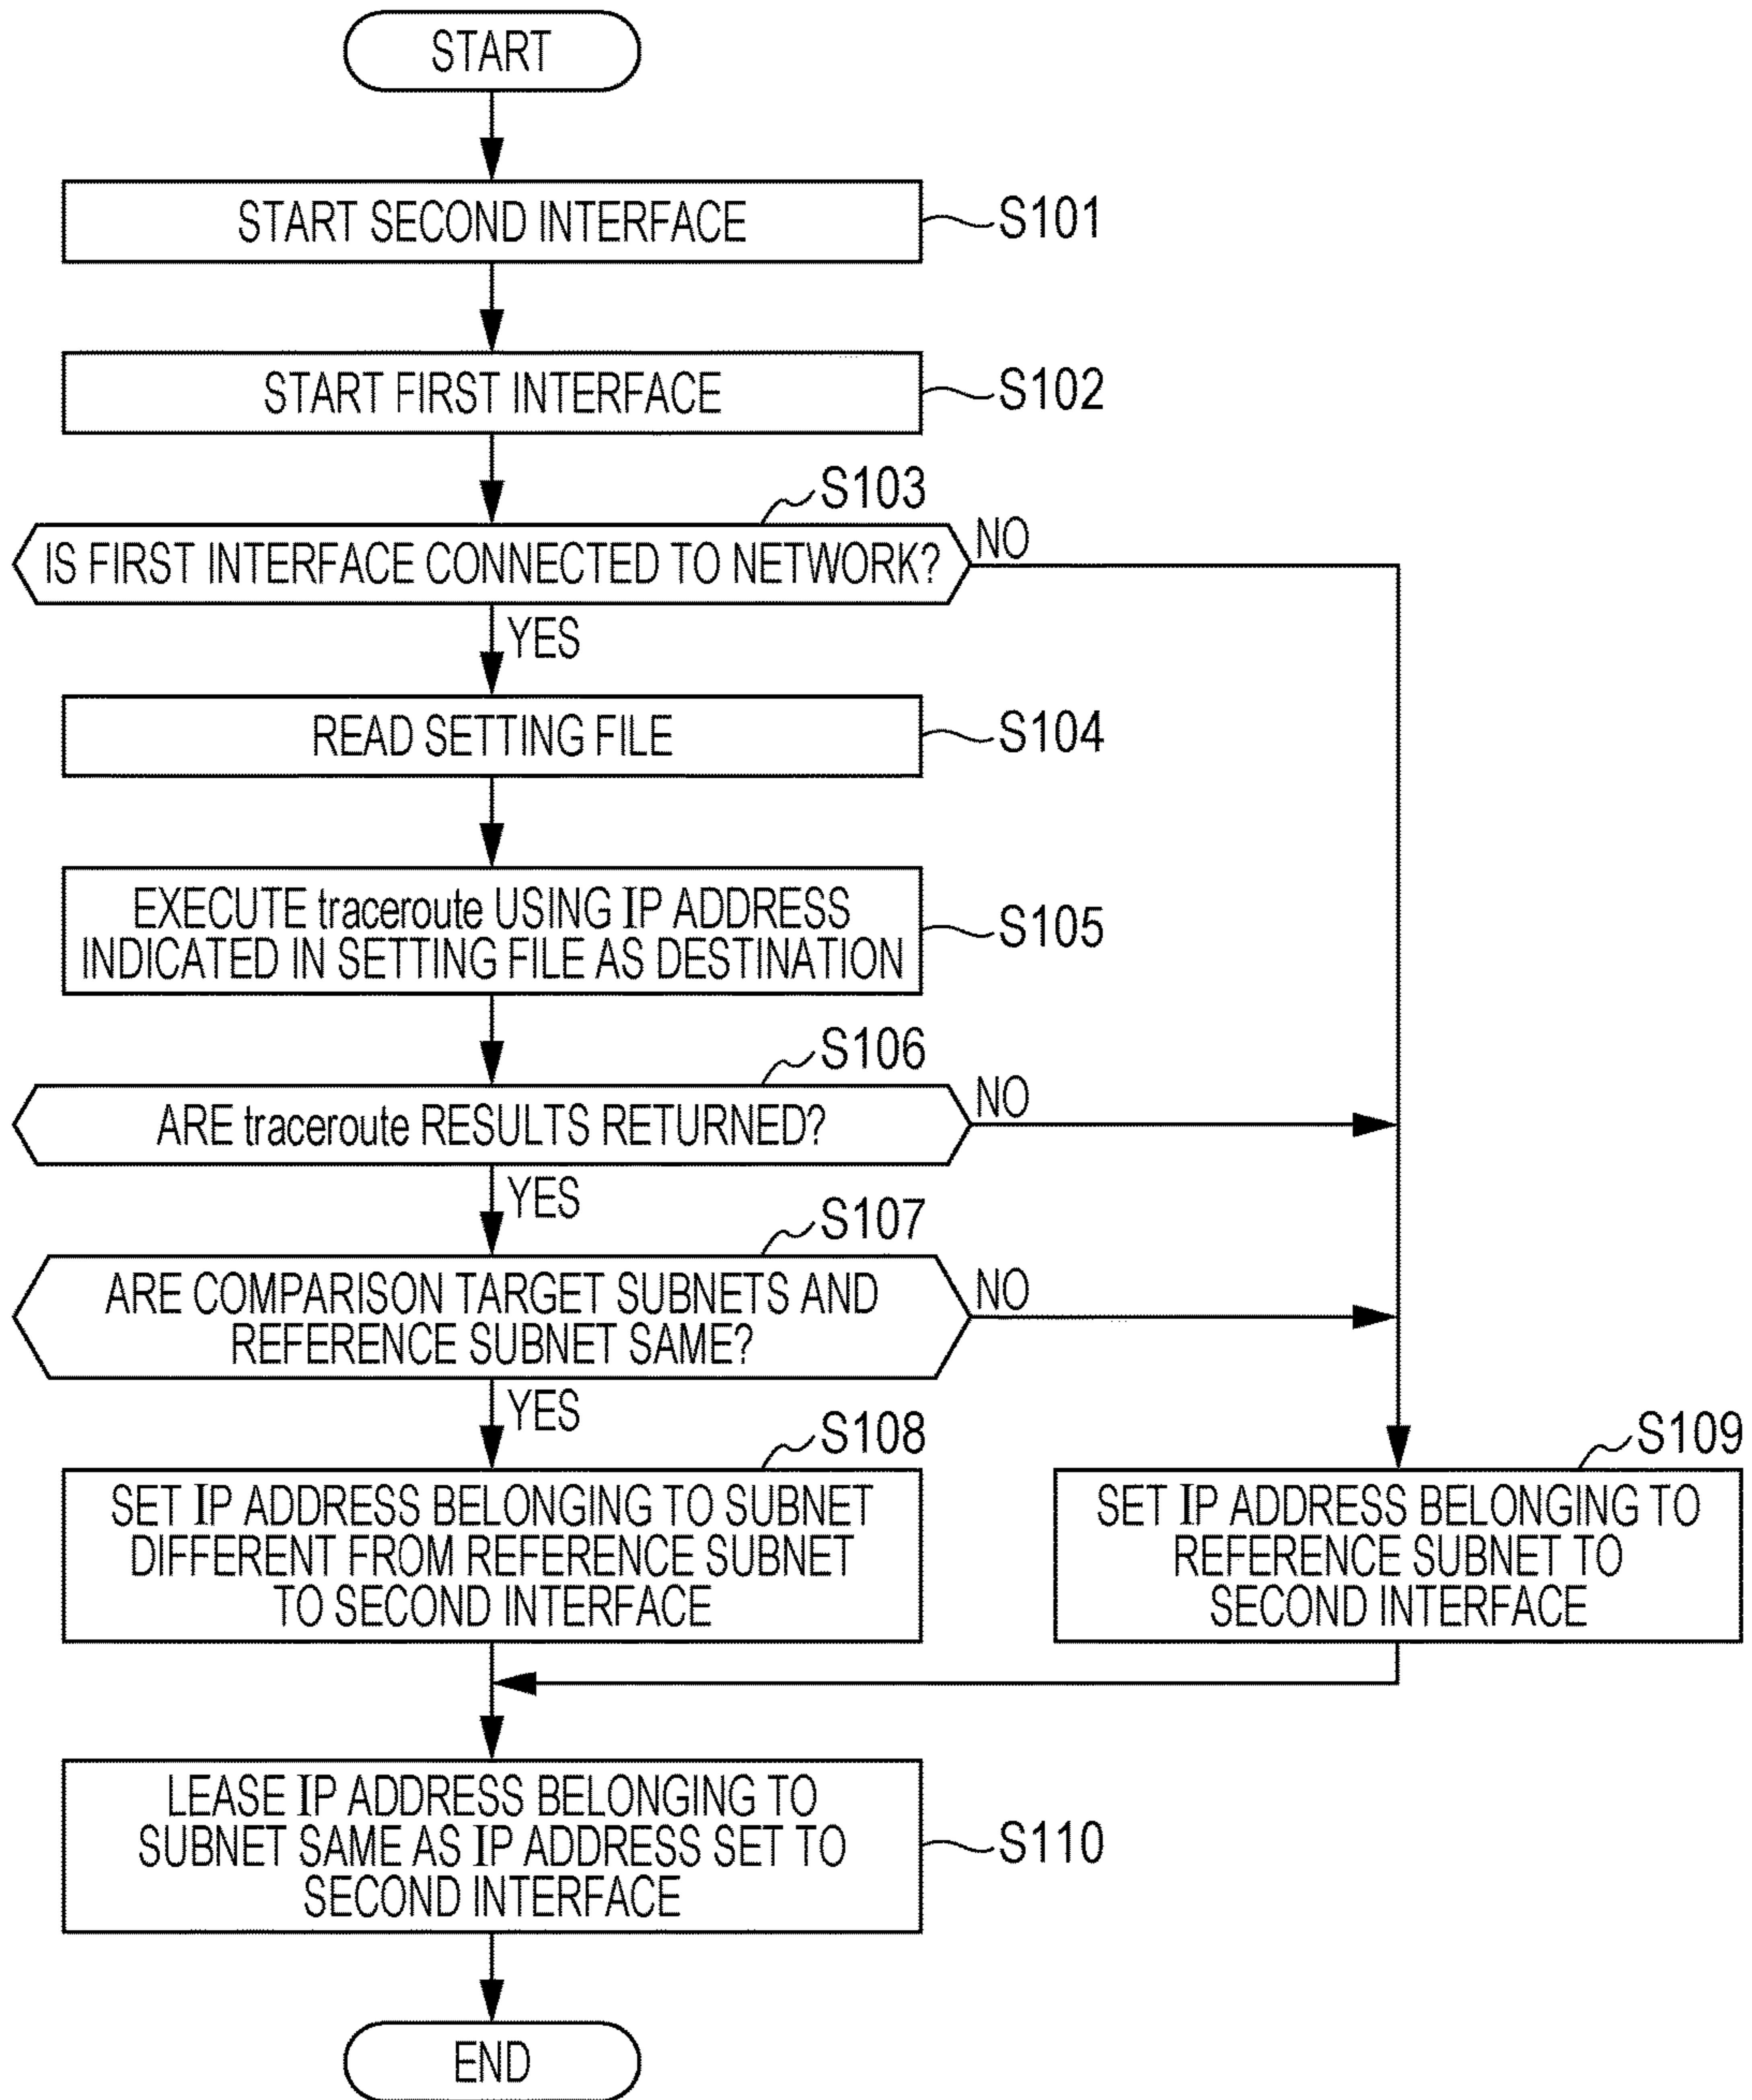 START
START SECOND INTERFACE
S101
START FIRST INTERFACE
S102
S103
IS FIRST INTERFACE CONNECTED TO NETWORK?
NO
YES
READ SETTING FILE
S104
EXECUTE traceroute USING IP ADDRESS
INDICATED IN SETTING FILE AS DESTINATION
S105
S106
ARE traceroute RESULTS RETURNED?
NO
YES
S107
ARE COMPARISON TARGET SUBNETS AND
REFERENCE SUBNET SAME?
NO
YES
S108
SET IP ADDRESS BELONGING TO SUBNET
DIFFERENT FROM REFERENCE SUBNET
TO SECOND INTERFACE
S109
SET IP ADDRESS BELONGING TO
REFERENCE SUBNET TO
SECOND INTERFACE
LEASE IP ADDRESS BELONGING TO
SUBNET SAME AS IP ADDRESS SET TO
SECOND INTERFACE
S110
END